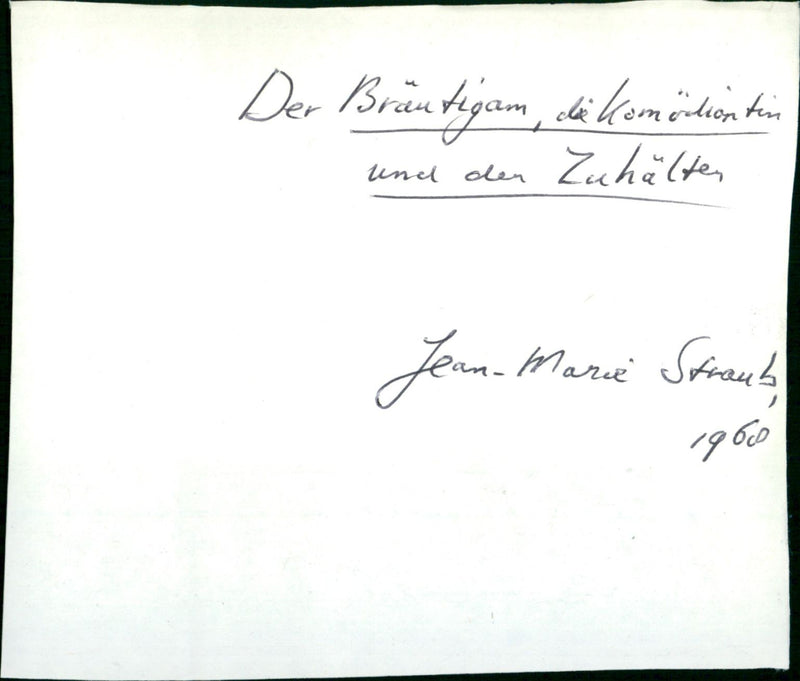 Der Bräutigam, die Komödiantin
und der Zuhälter
Jean-Marie Straub,
1968